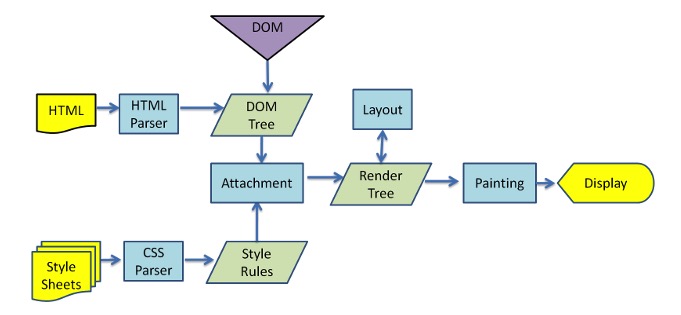 DOM
HTML
HTML
Parser
DOM
Tree
Layout
Attachment
Render
Tree
Painting
Display
Style
Sheets
CSS
Parser
Style
Rules